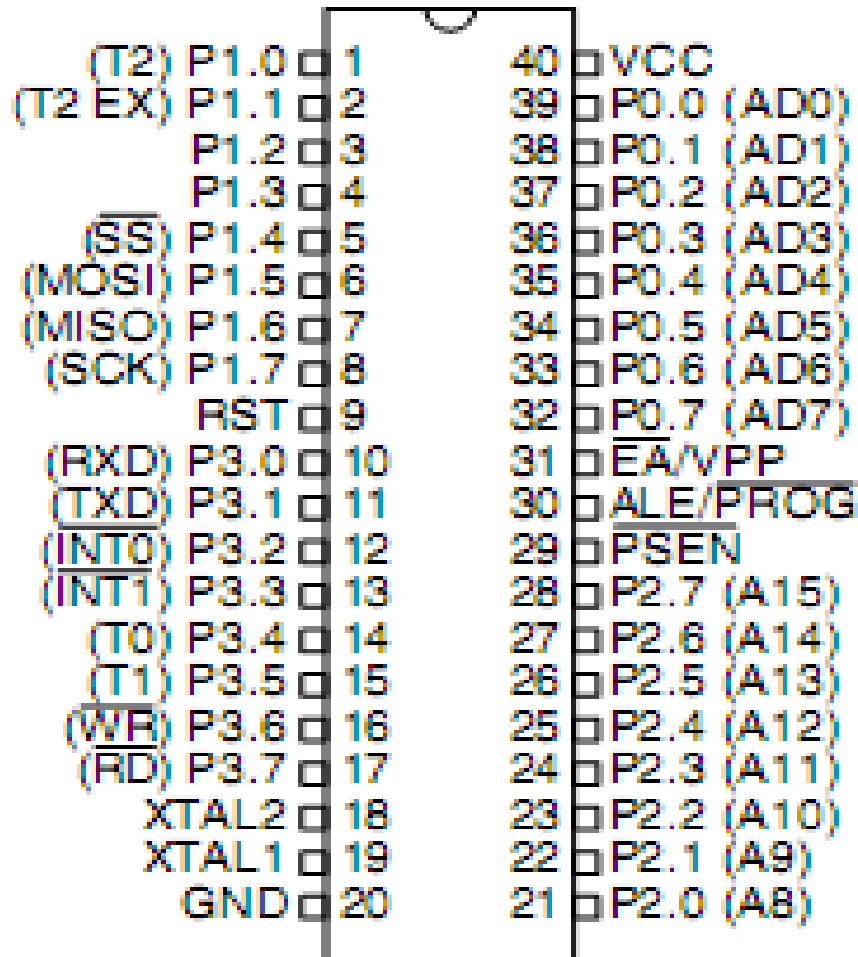 (T2) P1.0 1 40 VCC
(T2 EX) P1.1 2 39 P0.0 (AD0)
P1.2 3 38 P0.1 (AD1)
P1.3 4 37 P0.2 (AD2)
(SS) P1.4 5 36 P0.3 (AD3)
(MOSI) P1.5 6 35 P0.4 (AD4)
(MISO) P1.6 7 34 P0.5 (AD5)
(SCK) P1.7 8 33 P0.6 (AD6)
RST 9 32 P0.7 (AD7)
(RXD) P3.0 10 31 EA/VPP
(TXD) P3.1 11 30 ALE/PROG
(INT0) P3.2 12 29 PSEN
(INT1) P3.3 13 28 P2.7 (A15)
(T0) P3.4 14 27 P2.6 (A14)
(T1) P3.5 15 26 P2.5 (A13)
(WR) P3.6 16 25 P2.4 (A12)
(RD) P3.7 17 24 P2.3 (A11)
XTAL2 18 23 P2.2 (A10)
XTAL1 19 22 P2.1 (A9)
GND 20 21 P2.0 (A8)